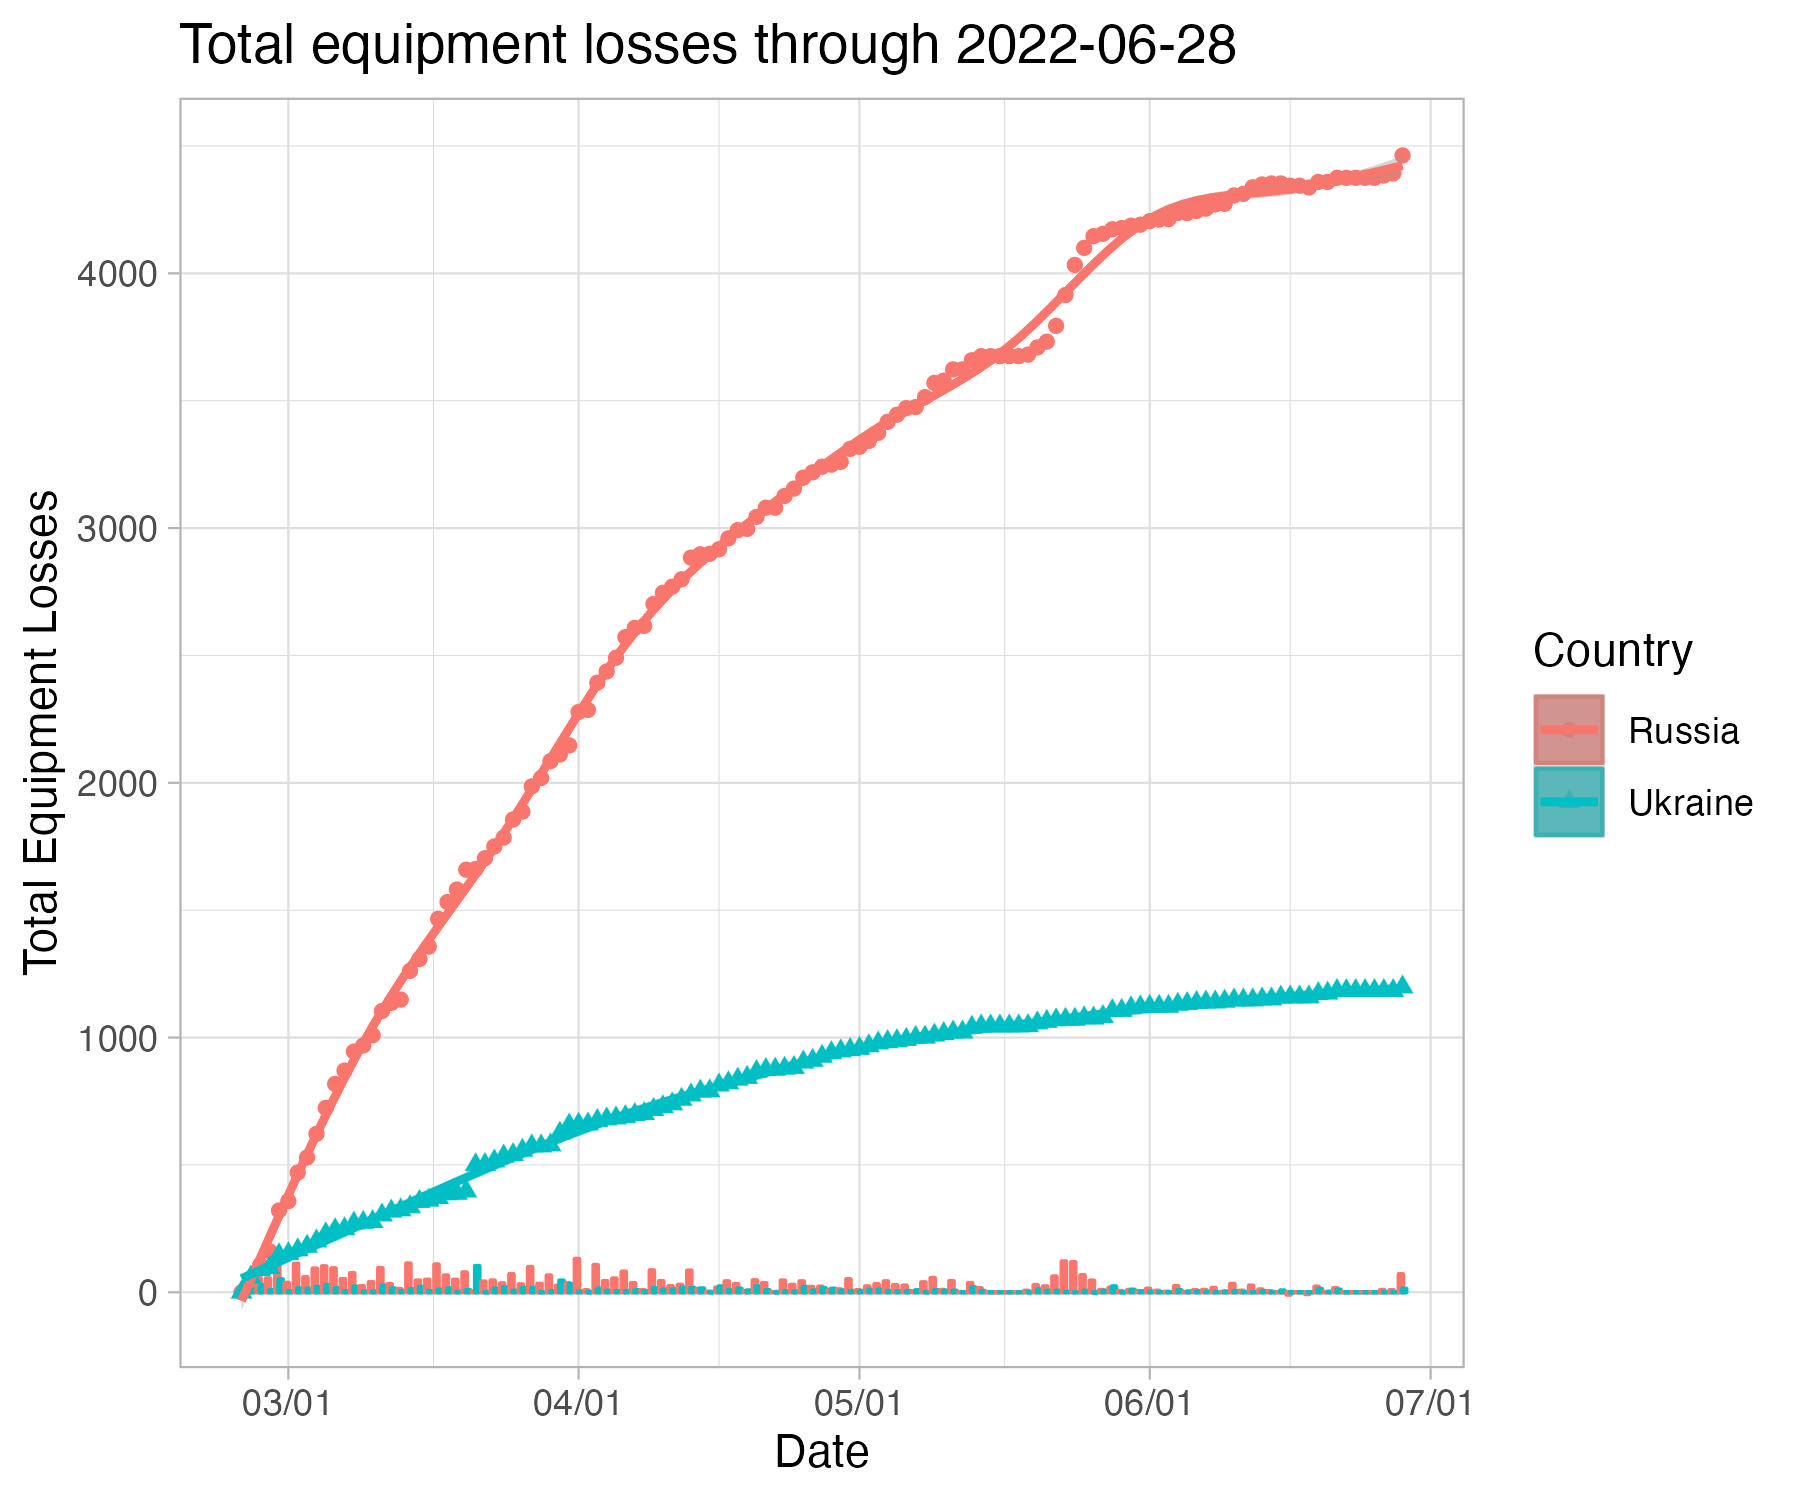 Total equipment losses through 2022-06-28
Total Equipment Losses
4000
3000
2000
1000
0
03/01
04/01
05/01
06/01
07/01
Date
Country
Russia
Ukraine